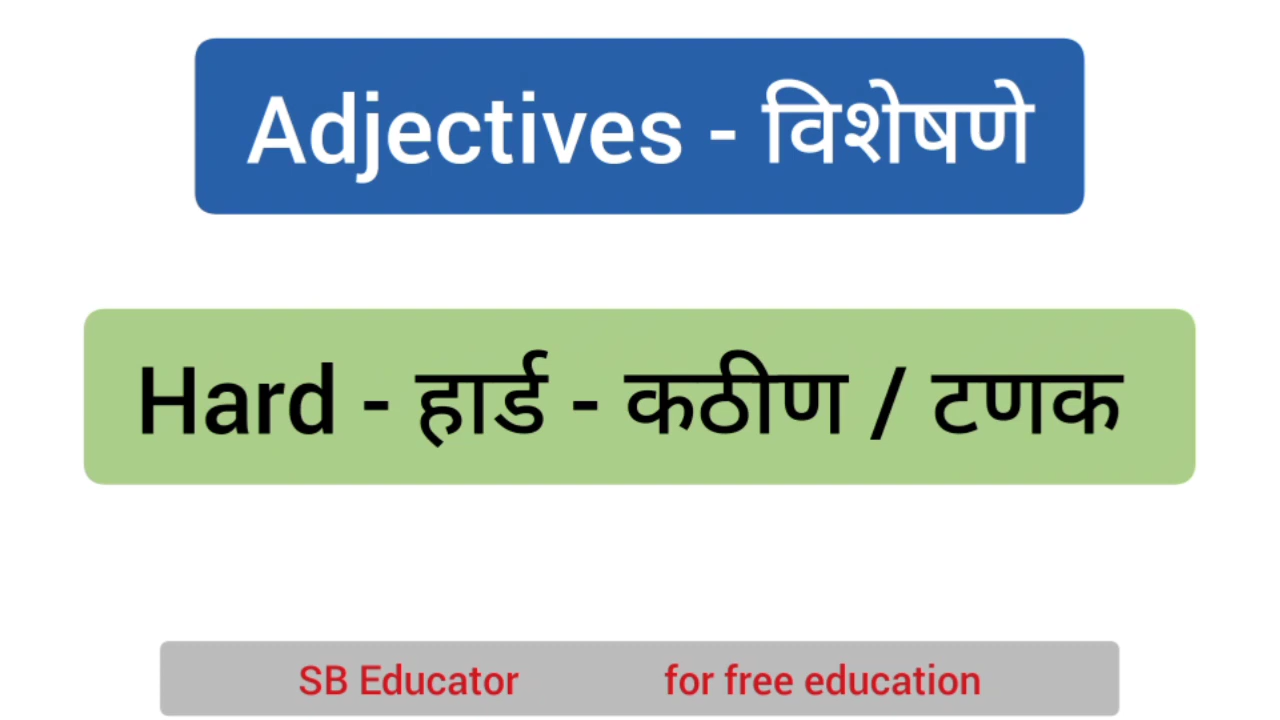 Adjectives - विशेषणे
Hard - हार्ड - कठीण / टणक
SB Educator for free education